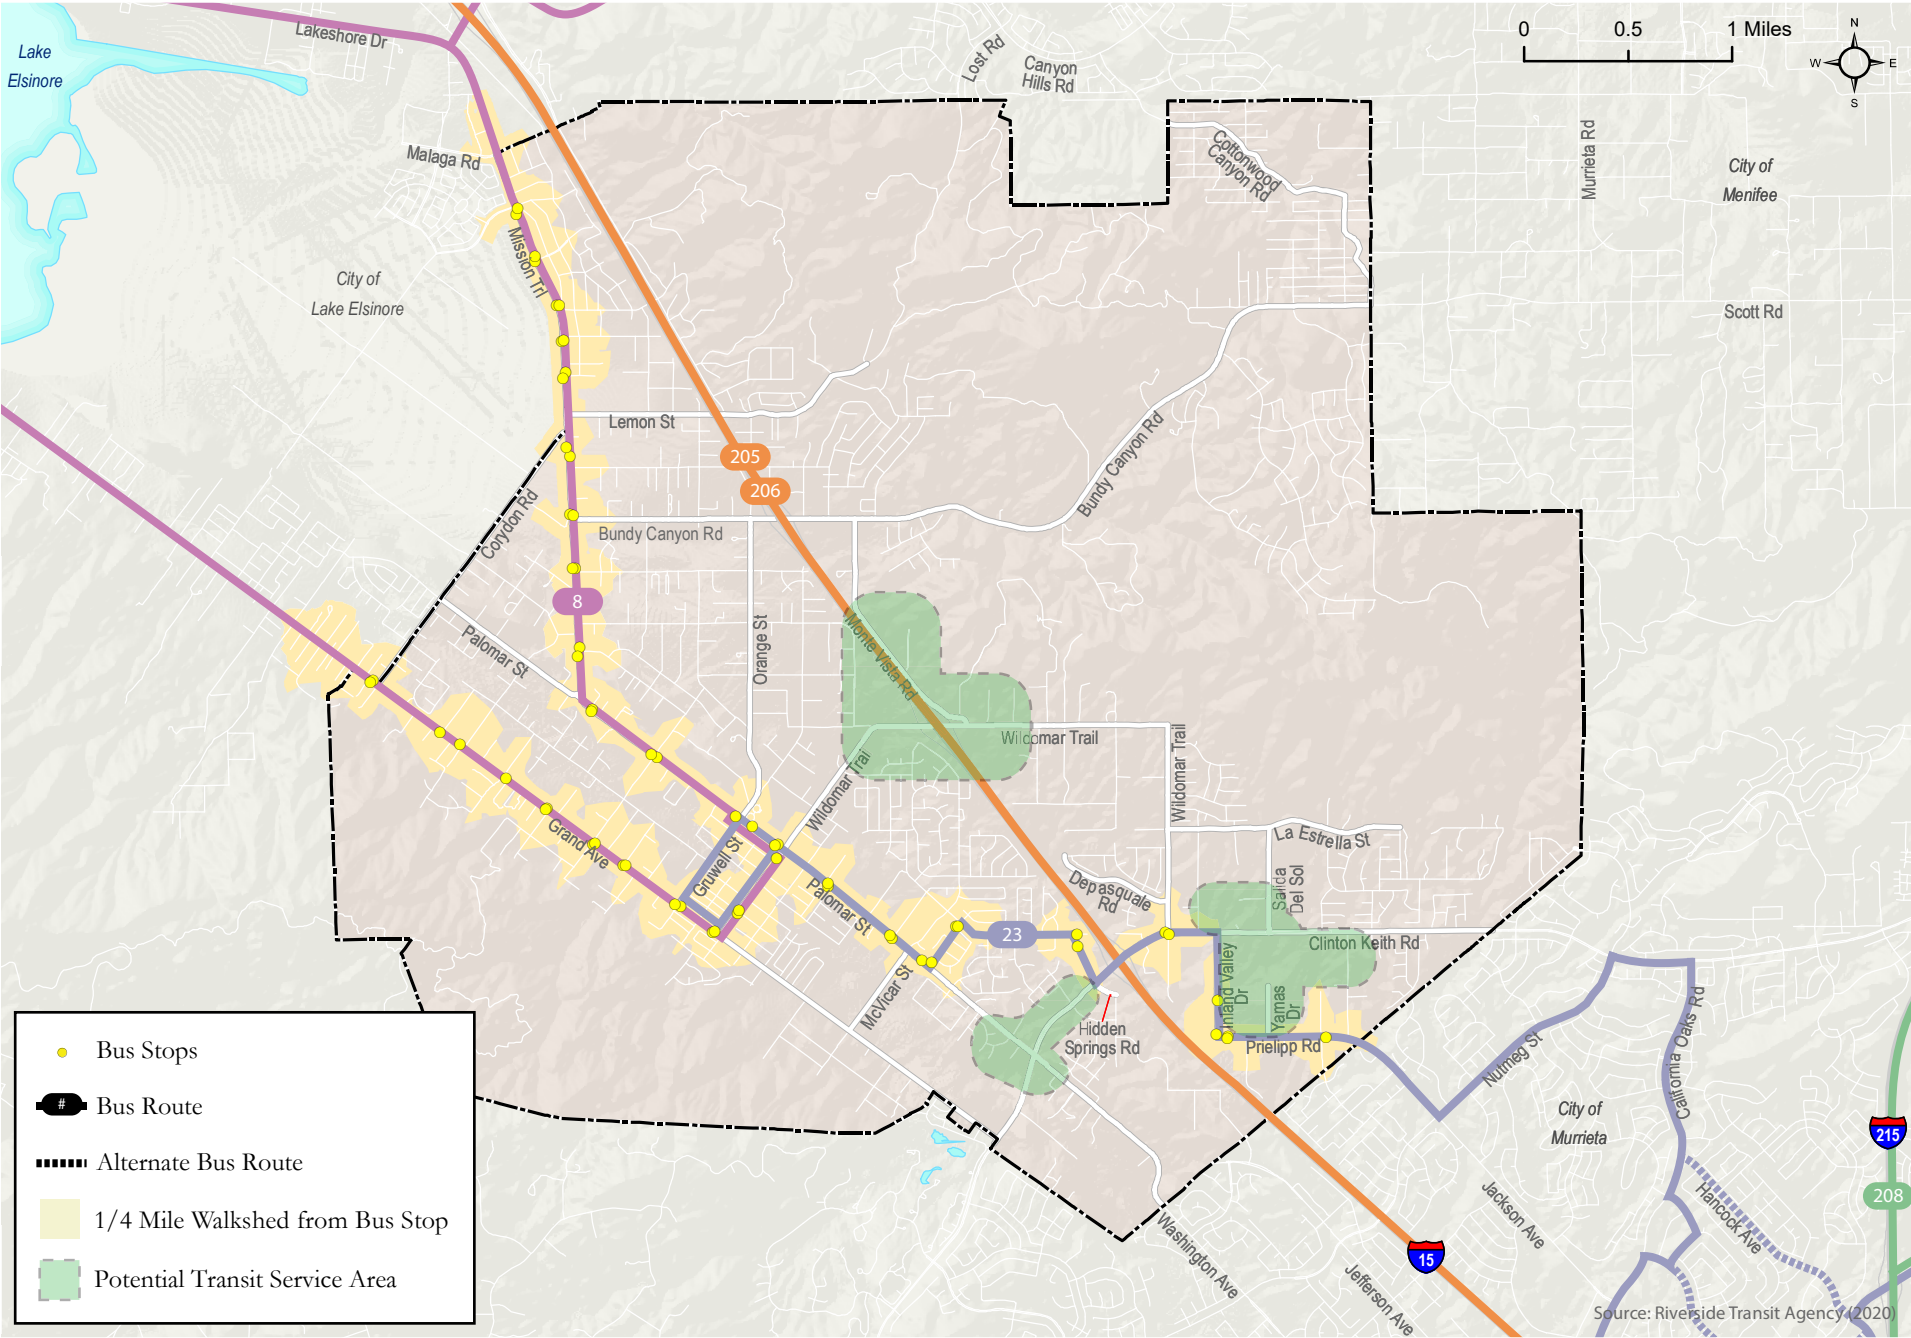 Lake
Elsinore
Lakeshore Dr
Lost Rd
Canyon
Hills Rd
0 0.5 1 Miles
N
W E
S
Malaga Rd
Cottonwood
Canyon Rd
Murrieta Rd
City of
Menifee
Mission Trl
City of
Lake Elsinore
Scott Rd
Lemon St
205
206
Bundy Canyon Rd
Bundy Canyon Rd
Corydon Rd
8
Palomar St
Orange St
Monte Vista Rd
Wildomar Trail
Wildomar Trail
Wildomar Trail
Grand Ave
Gruwell St
Palomar St
La Estrella St
Depasquale
Rd
Salida
Del Sol
23
Clinton Keith Rd
McVicar St
Inland Valley
Dr
Yamas
Dr
Hidden
Springs Rd
Prielipp Rd
Nutmeg St
California Oaks Rd
City of
Murrieta
215
208
Jackson Ave
Hancock Ave
Washington Ave
15
Jefferson Ave
Bus Stops
# Bus Route
Alternate Bus Route
1/4 Mile Walkshed from Bus Stop
Potential Transit Service Area
Source: Riverside Transit Agency (2020)